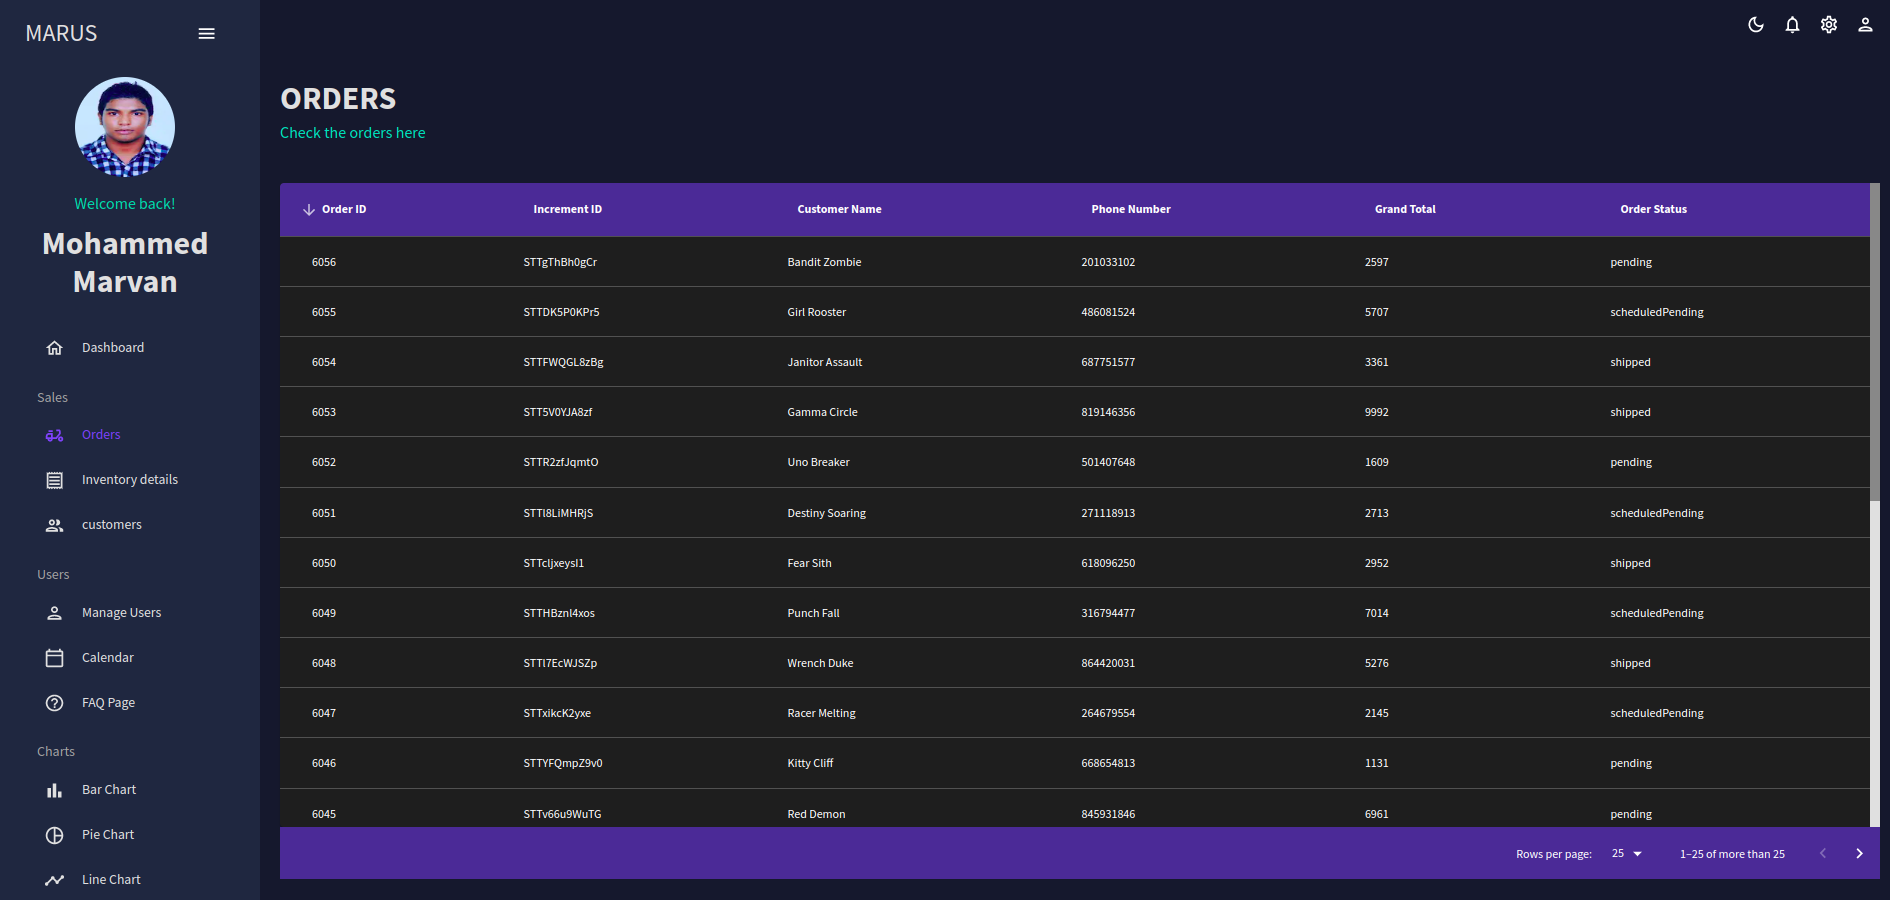 MARUS
Welcome back!
Mohammed
Marvan
Dashboard
Sales
Orders
Inventory details
customers
Users
Manage Users
Calendar
FAQ Page
Charts
Bar Chart
Pie Chart
Line Chart
ORDERS
Check the orders here
Order ID Increment ID Customer Name Phone Number Grand Total Order Status
6056 STTgThBh0gCr Bandit Zombie 201033102 2597 pending
6055 STTDK5P0KPr5 Girl Rooster 486081524 5707 scheduledPending
6054 STTFWQGL8zBg Janitor Assault 687751577 3361 shipped
6053 STT5V0YJA8zf Gamma Circle 819146356 9992 shipped
6052 STTR2zfJqmtO Uno Breaker 501407648 1609 pending
6051 STTl8LiMHRjS Destiny Soaring 271118913 2713 scheduledPending
6050 STTcljxeysI1 Fear Sith 618096250 2952 shipped
6049 STTHBznl4xos Punch Fall 316794477 7014 scheduledPending
6048 STTI7EcWJSZp Wrench Duke 864420031 5276 shipped
6047 STTxikcK2yxe Racer Melting 264679554 2145 scheduledPending
6046 STTYFQmpZ9v0 Kitty Cliff 668654813 1131 pending
6045 STTv66u9WuTG Red Demon 845931846 6961 pending
Rows per page: 25 1–25 of more than 25